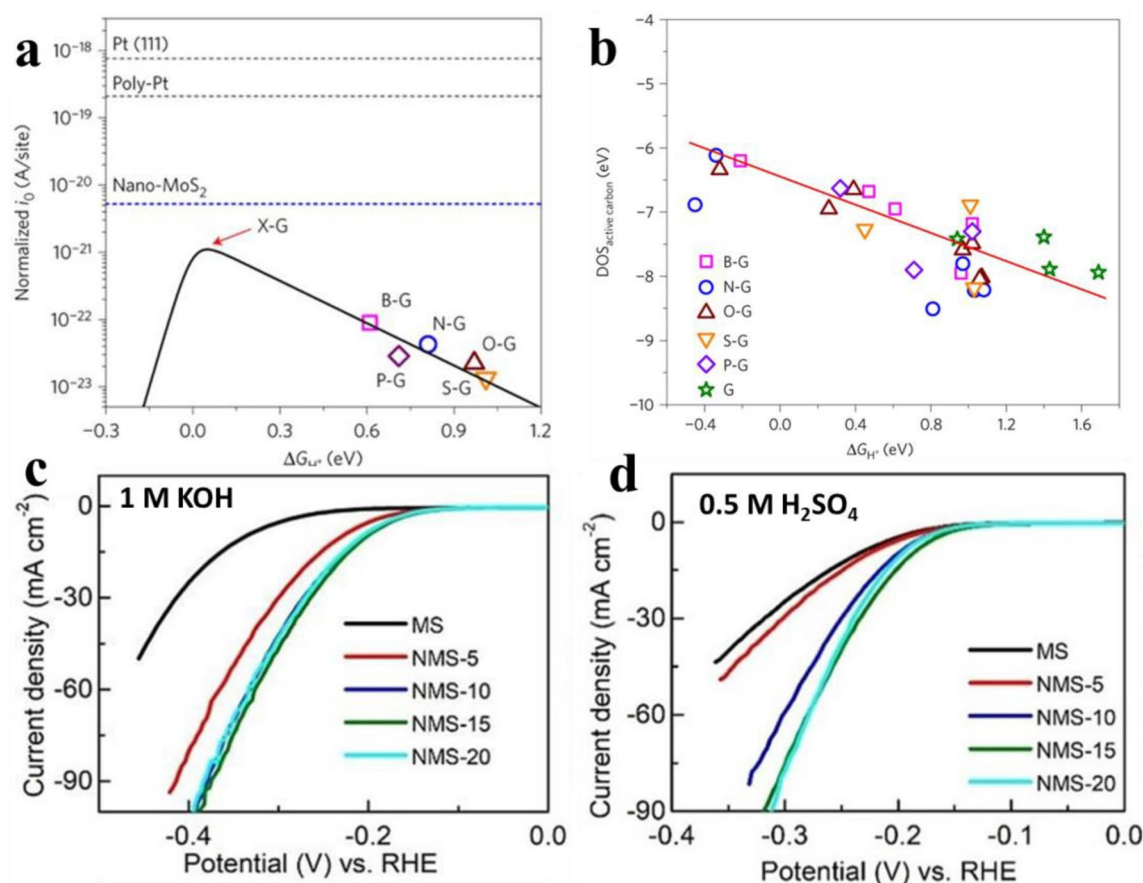 a
10⁻¹⁸
10⁻¹⁹
10⁻²⁰
10⁻²¹
10⁻²²
10⁻²³
Normalized i₀ (A/site)
Pt (111)
Poly-Pt
Nano-MoS₂
X-G
B-G
N-G
O-G
P-G
S-G
−0.3 0.0 0.3 0.6 0.9 1.2
ΔG_H* (eV)
b
−4
−5
−6
−7
−8
−9
−10
DOS_active carbon (eV)
B-G
N-G
O-G
S-G
P-G
G
−0.4 0.0 0.4 0.8 1.2 1.6
ΔG_H* (eV)
c
1 M KOH
0
-30
-60
-90
Current density (mA cm⁻²)
MS
NMS-5
NMS-10
NMS-15
NMS-20
-0.4 -0.2 0.0
Potential (V) vs. RHE
d
0.5 M H₂SO₄
0
-30
-60
-90
Current density (mA cm⁻²)
MS
NMS-5
NMS-10
NMS-15
NMS-20
-0.4 -0.3 -0.2 -0.1 0.0
Potential (V) vs. RHE